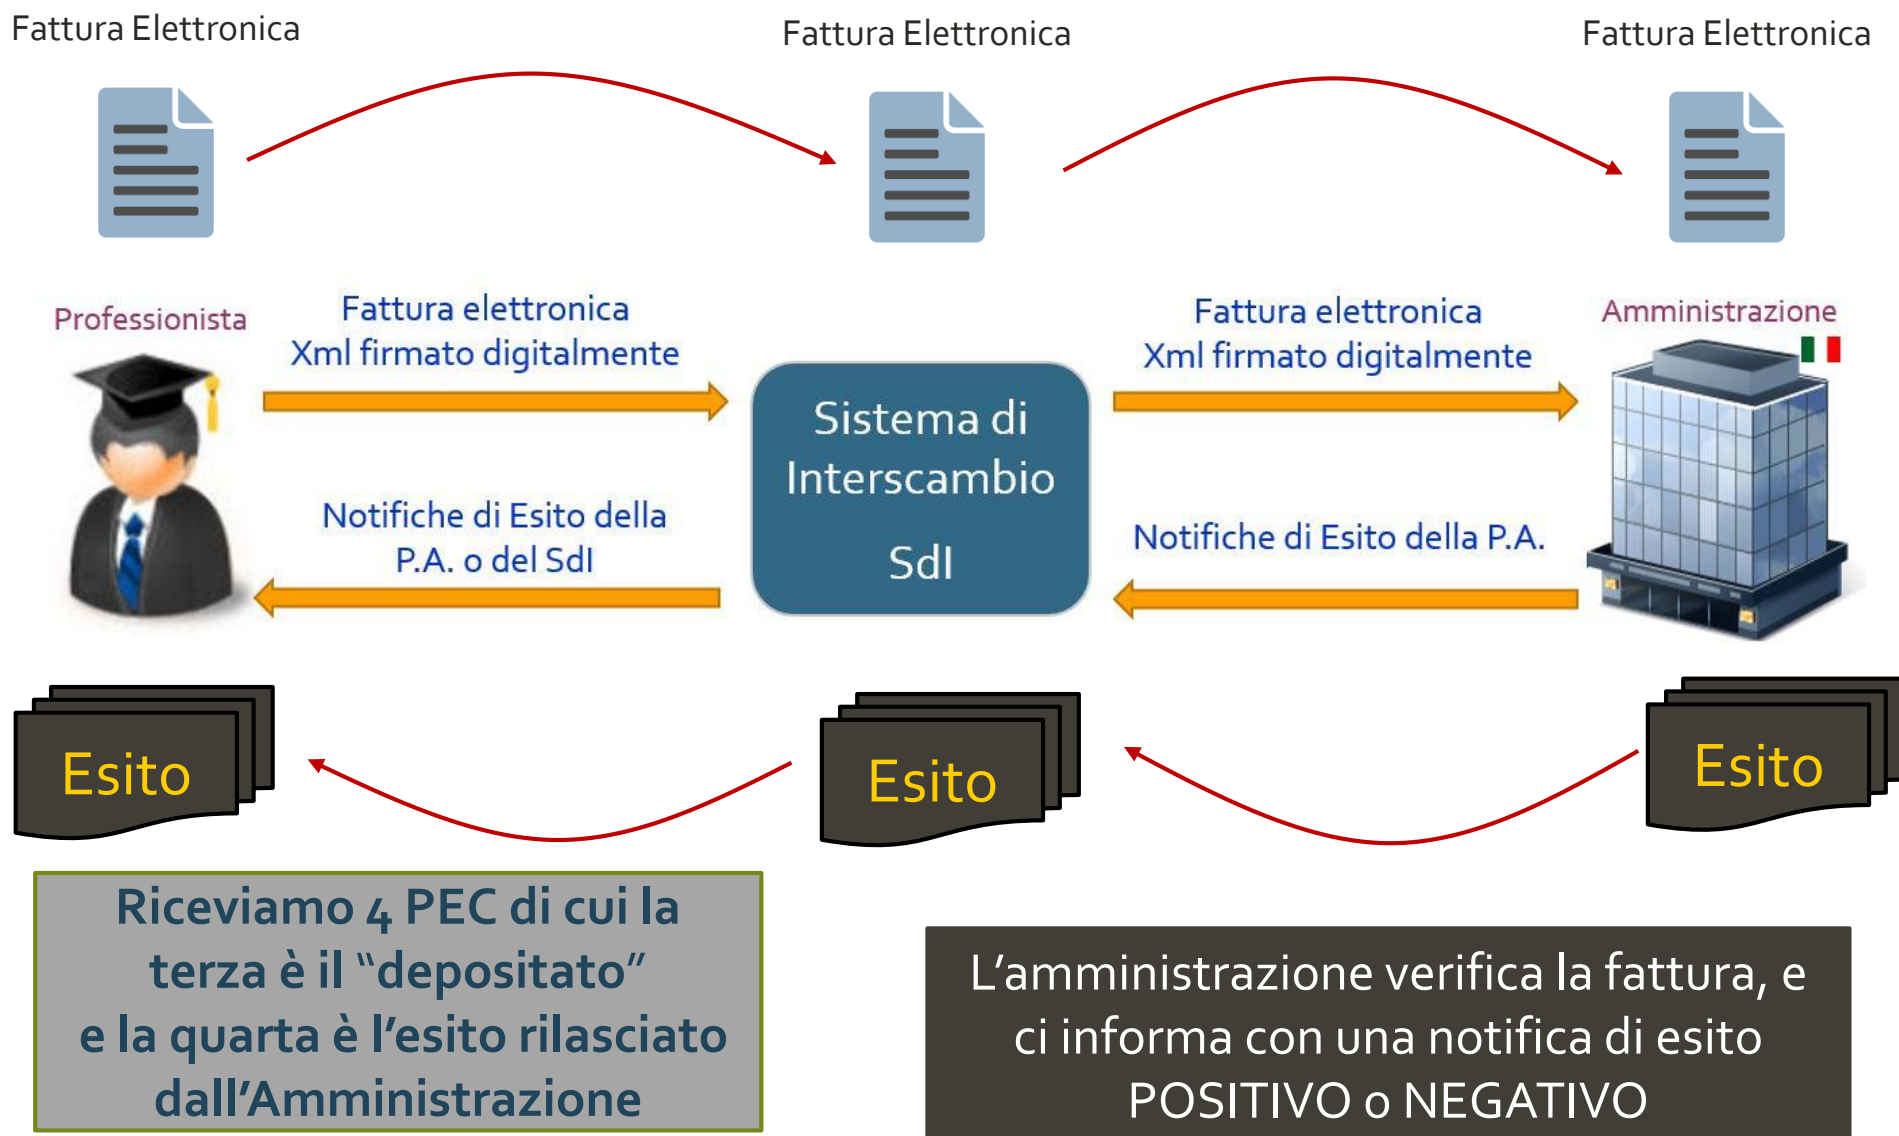 Fattura Elettronica
Fattura Elettronica
Fattura Elettronica
Professionista
Fattura elettronica
Xml firmato digitalmente
Fattura elettronica
Xml firmato digitalmente
Amministrazione
Sistema di
Interscambio
SdI
Notifiche di Esito della
P.A. o del SdI
Notifiche di Esito della P.A.
Esito
Esito
Esito
Riceviamo 4 PEC di cui la
terza è il “depositato”
e la quarta è l’esito rilasciato
dall’Amministrazione
L’amministrazione verifica la fattura, e
ci informa con una notifica di esito
POSITIVO o NEGATIVO